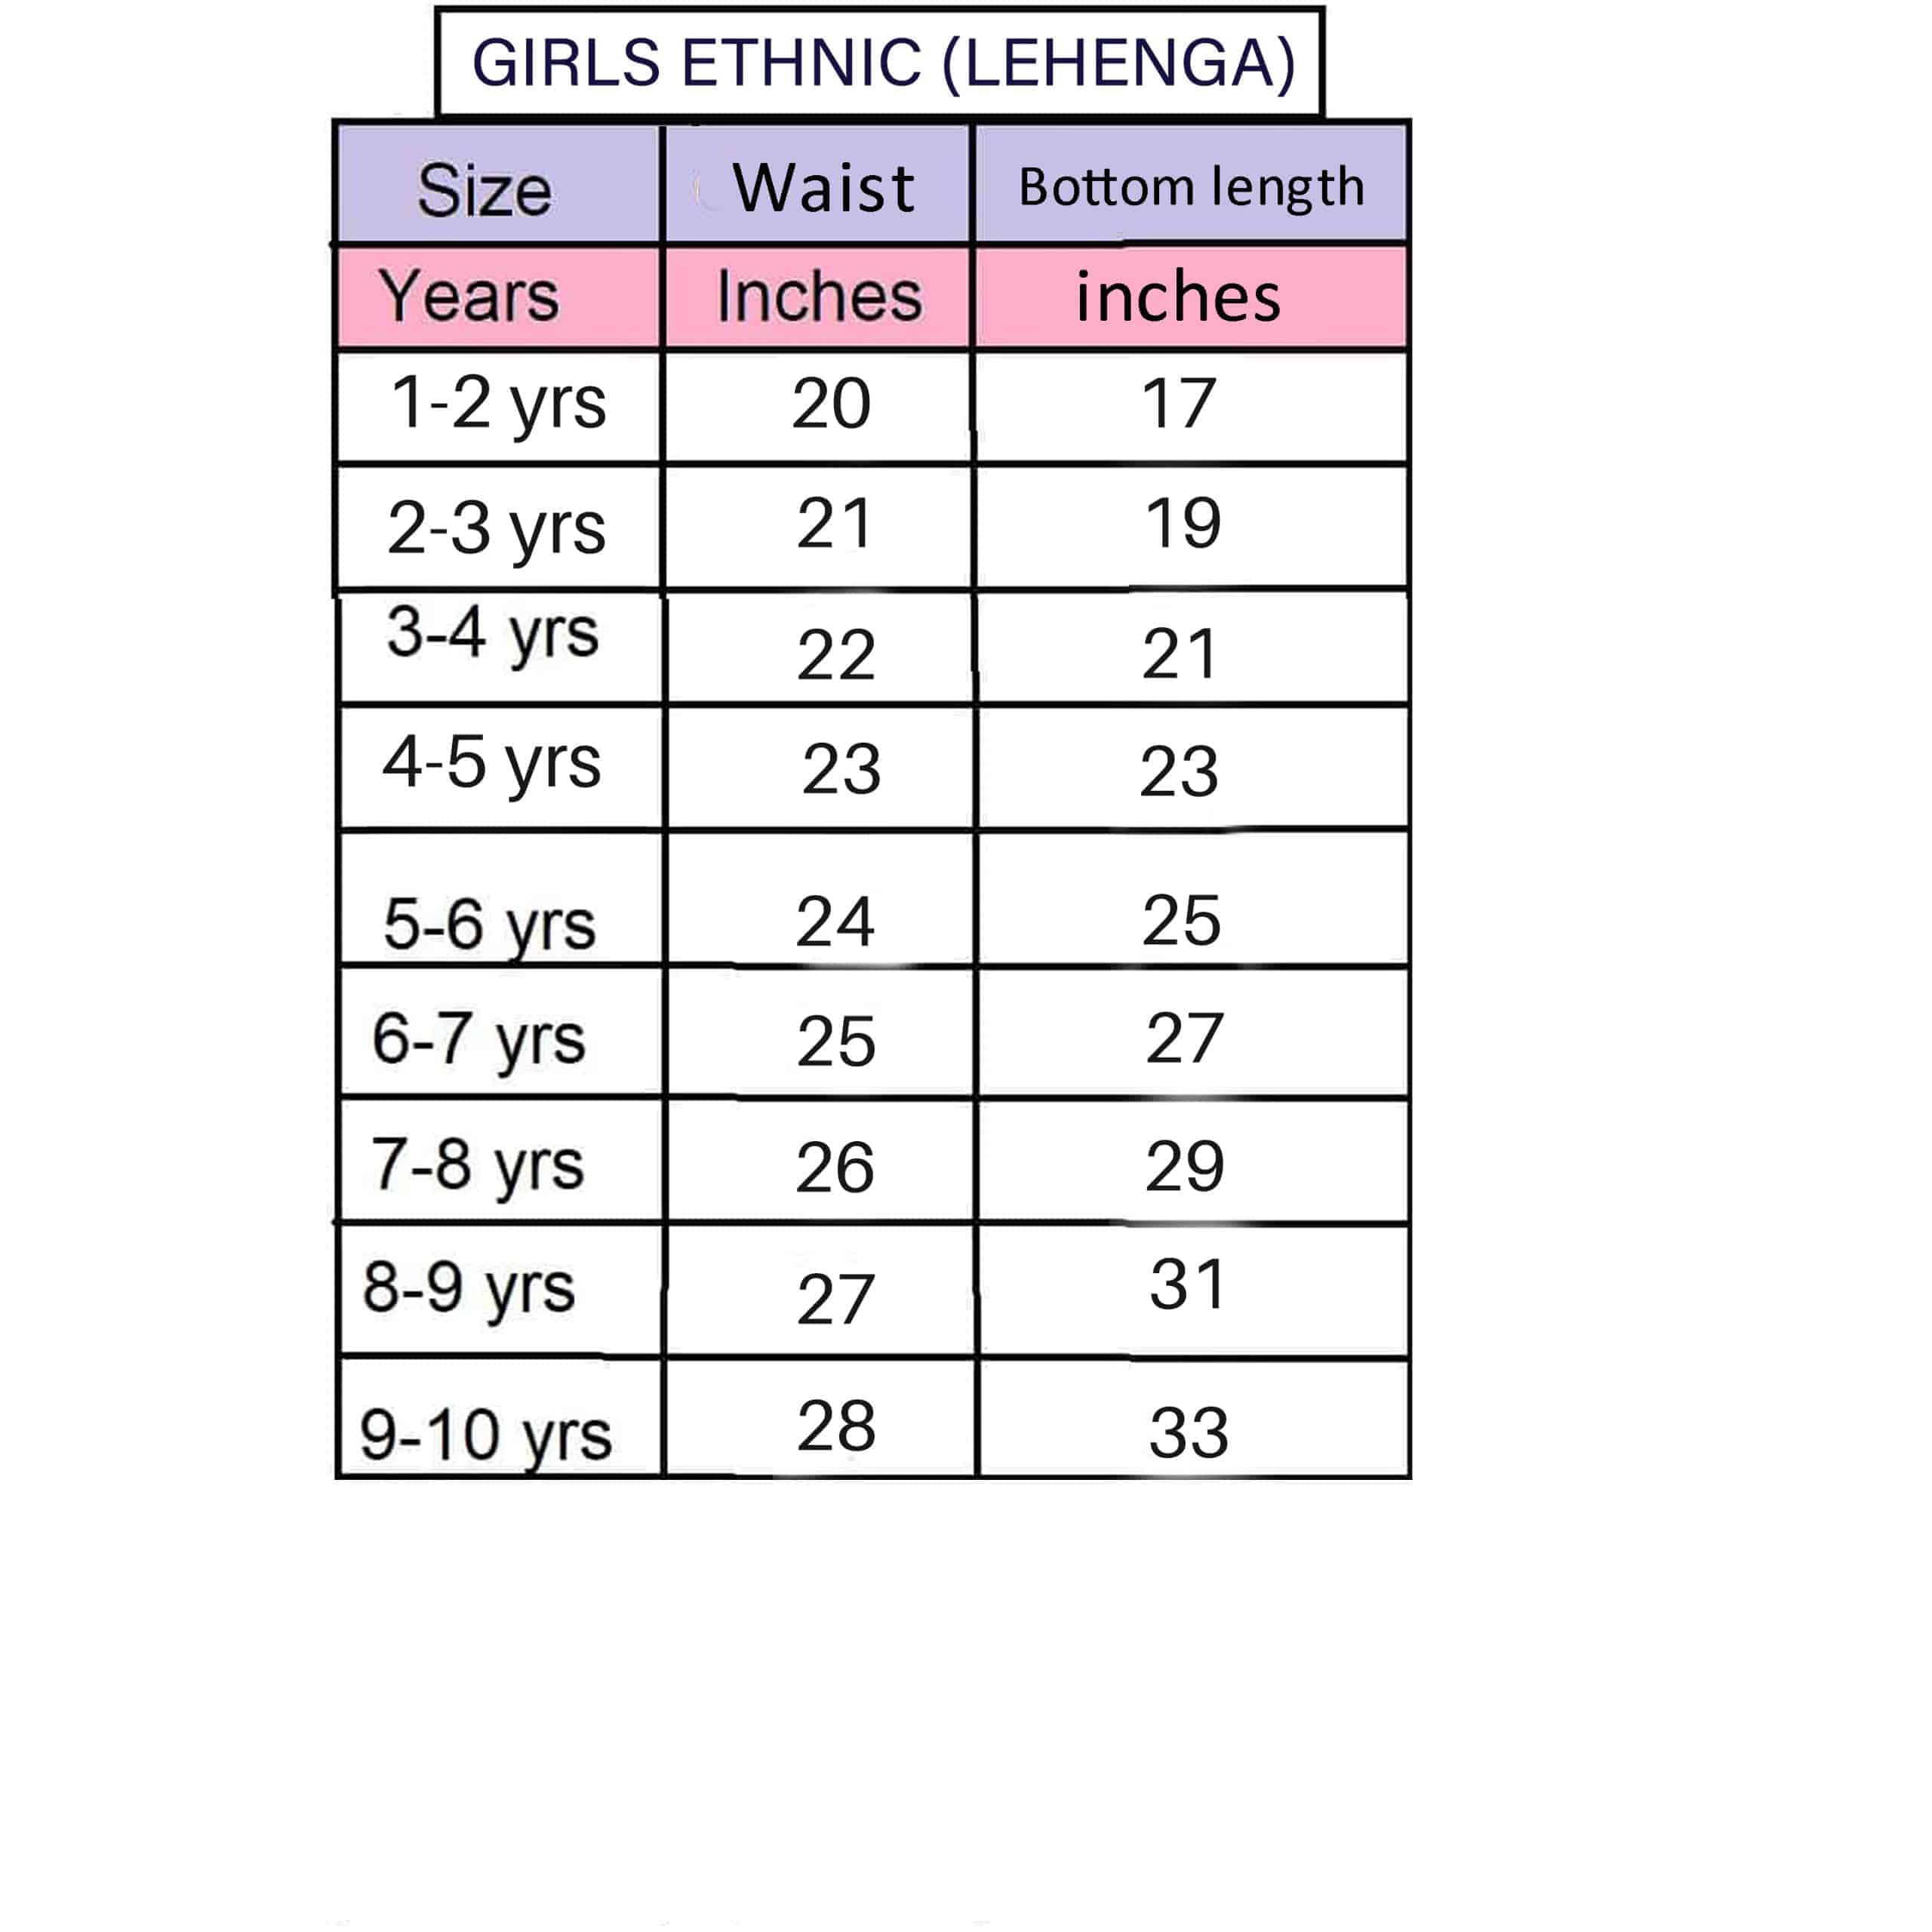 GIRLS ETHNIC (LEHENGA)
Size Waist Bottom length
Years Inches inches
1-2 yrs 20 17
2-3 yrs 21 19
3-4 yrs 22 21
4-5 yrs 23 23
5-6 yrs 24 25
6-7 yrs 25 27
7-8 yrs 26 29
8-9 yrs 27 31
9-10 yrs 28 33